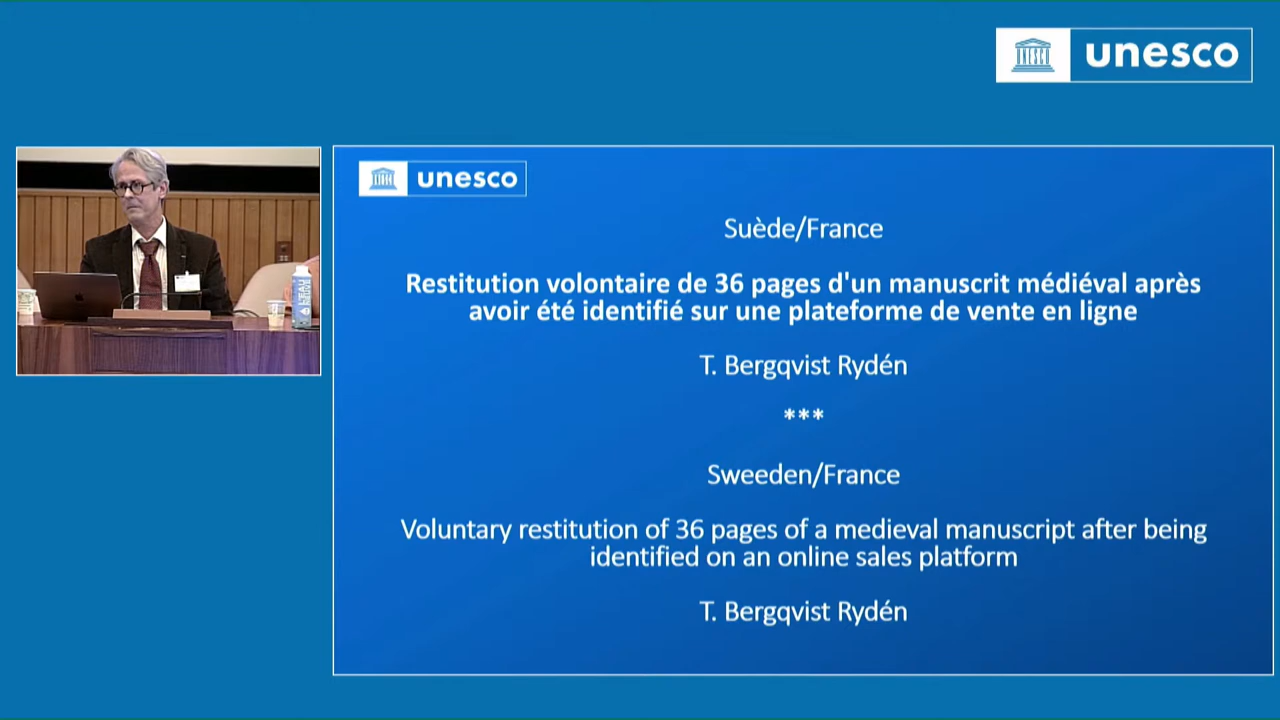 unesco
unesco
Suède/France
Restitution volontaire de 36 pages d'un manuscrit médiéval après
avoir été identifié sur une plateforme de vente en ligne
T. Bergqvist Rydén
***
Sweeden/France
Voluntary restitution of 36 pages of a medieval manuscript after being
identified on an online sales platform
T. Bergqvist Rydén